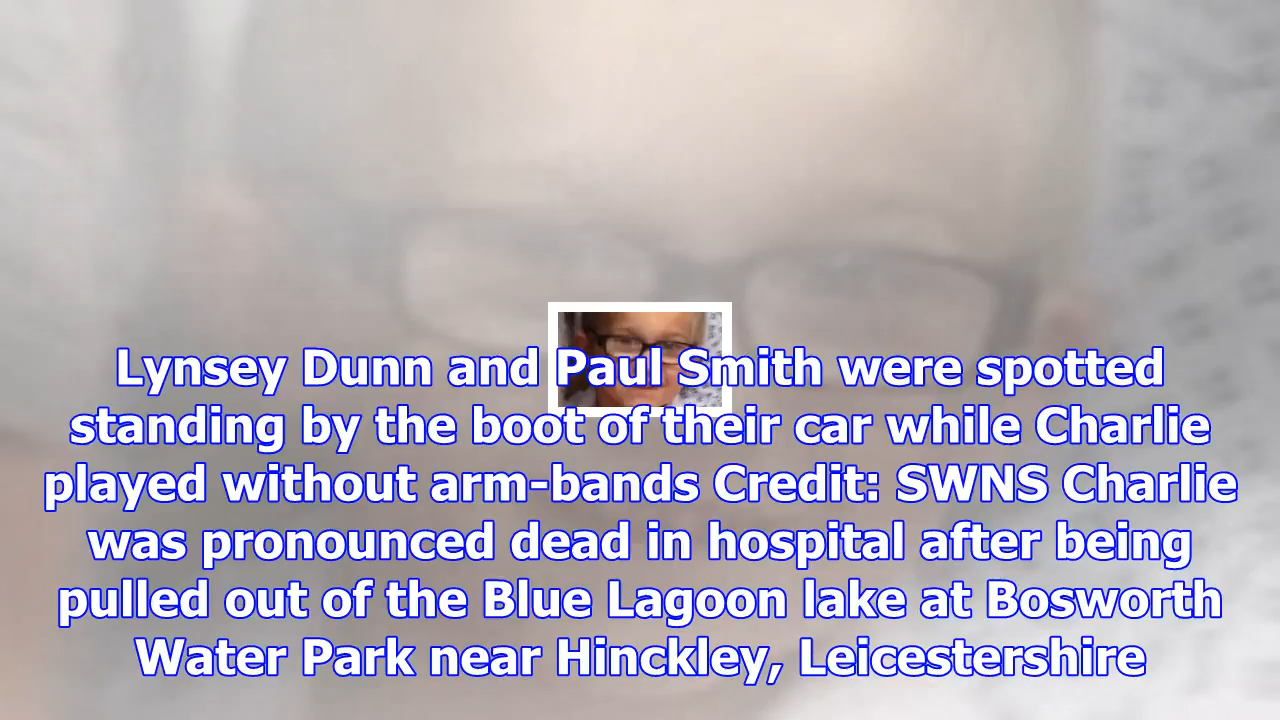 Lynsey Dunn and Paul Smith were spotted
standing by the boot of their car while Charlie
played without arm-bands Credit: SWNS Charlie
was pronounced dead in hospital after being
pulled out of the Blue Lagoon lake at Bosworth
Water Park near Hinckley, Leicestershire